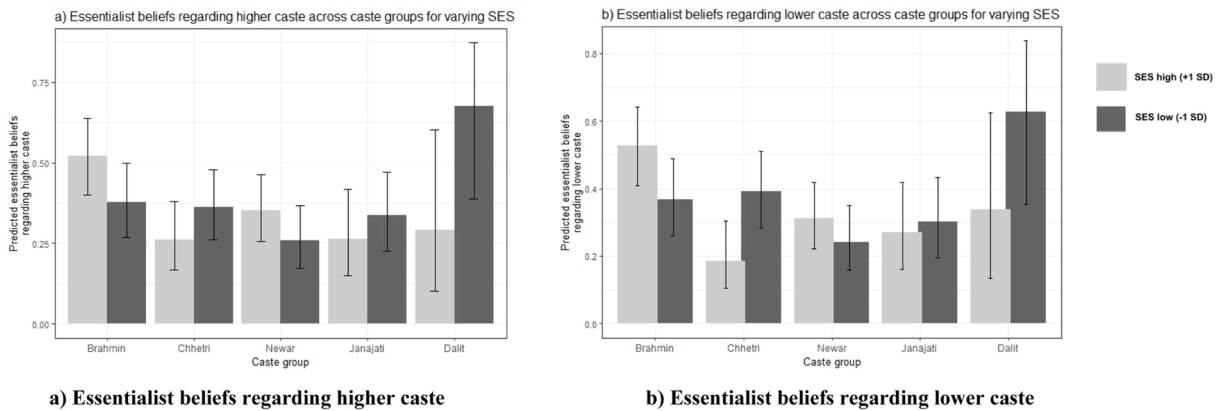 a) Essentialist beliefs regarding higher caste across caste groups for varying SES
Predicted essentialist beliefs
regarding higher caste
0.75
0.50
0.25
0.00
Brahmin
Chhetri
Newar
Janajati
Dalit
Caste group
a) Essentialist beliefs regarding higher caste
b) Essentialist beliefs regarding lower caste across caste groups for varying SES
Predicted essentialist beliefs
regarding lower caste
0.8
0.6
0.4
0.2
0.0
Brahmin
Chhetri
Newar
Janajati
Dalit
Caste group
b) Essentialist beliefs regarding lower caste
SES high (+1 SD)
SES low (-1 SD)